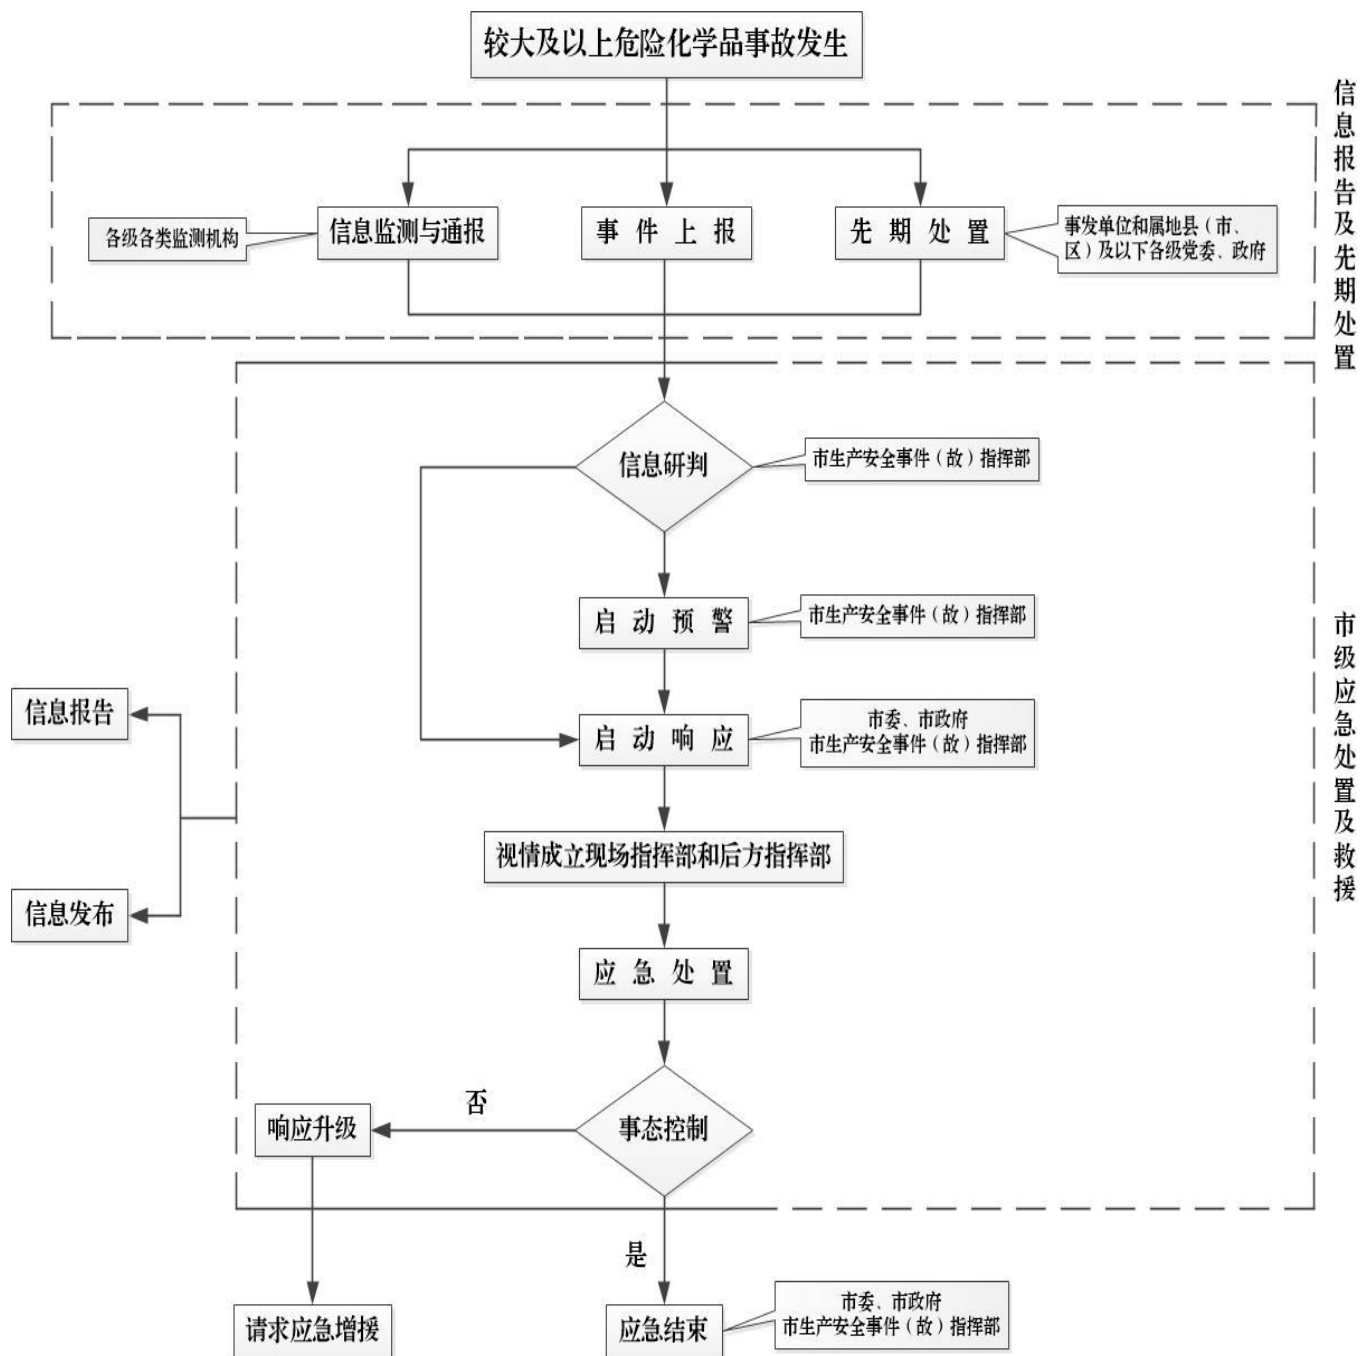 较大及以上危险化学品事故发生
信息报告及先期处置
各级各类监测机构
信息监测与通报
事件上报
先期处置
事发单位和属地县（市、
区）及以下各级党委、政府
信息研判
市生产安全事件（故）指挥部
启动预警
市生产安全事件（故）指挥部
启动响应
市委、市政府
市生产安全事件（故）指挥部
市级应急处置及救援
信息报告
信息发布
视情成立现场指挥部和后方指挥部
应急处置
事态控制
否
响应升级
是
请求应急增援
应急结束
市委、市政府
市生产安全事件（故）指挥部